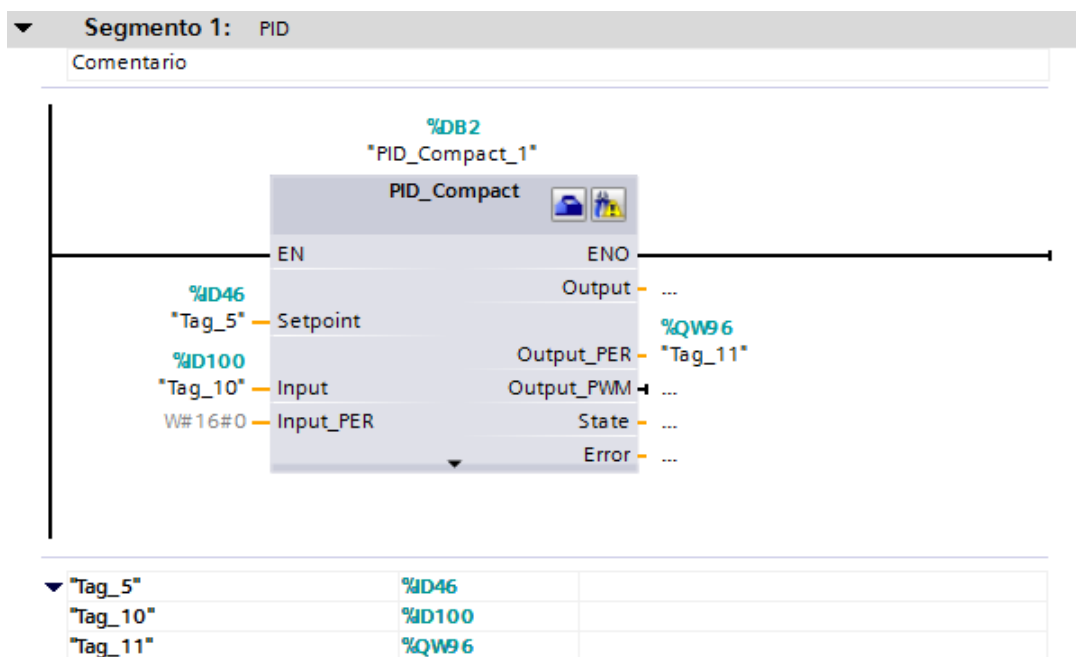 Segmento 1: PID
Comentario
%DB2
"PID_Compact_1"
PID_Compact
EN ENO
Output ...
%ID46
"Tag_5" Setpoint
%QW96
Output_PER "Tag_11"
%ID100
"Tag_10" Input Output_PWM ...
W#16#0 Input_PER State ...
Error ...
"Tag_5" %ID46
"Tag_10" %ID100
"Tag_11" %QW96